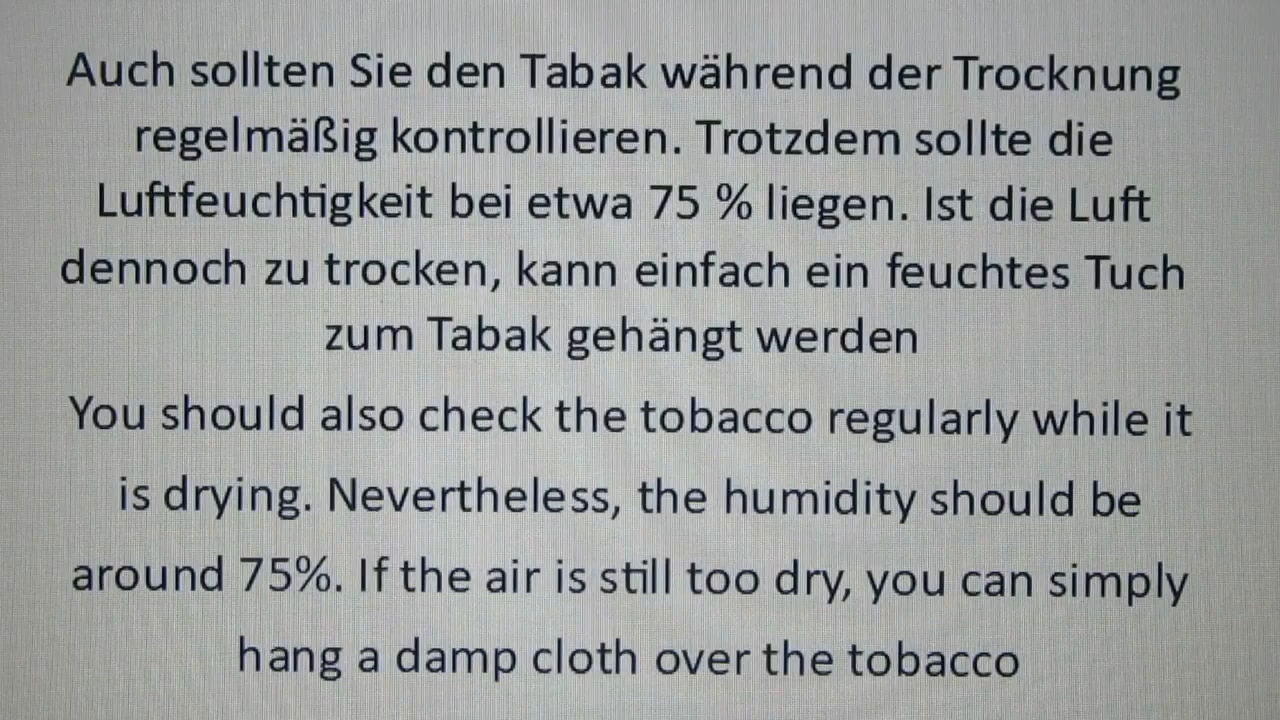 Auch sollten Sie den Tabak während der Trocknung
regelmäßig kontrollieren. Trotzdem sollte die
Luftfeuchtigkeit bei etwa 75 % liegen. Ist die Luft
dennoch zu trocken, kann einfach ein feuchtes Tuch
zum Tabak gehängt werden
You should also check the tobacco regularly while it
is drying. Nevertheless, the humidity should be
around 75%. If the air is still too dry, you can simply
hang a damp cloth over the tobacco